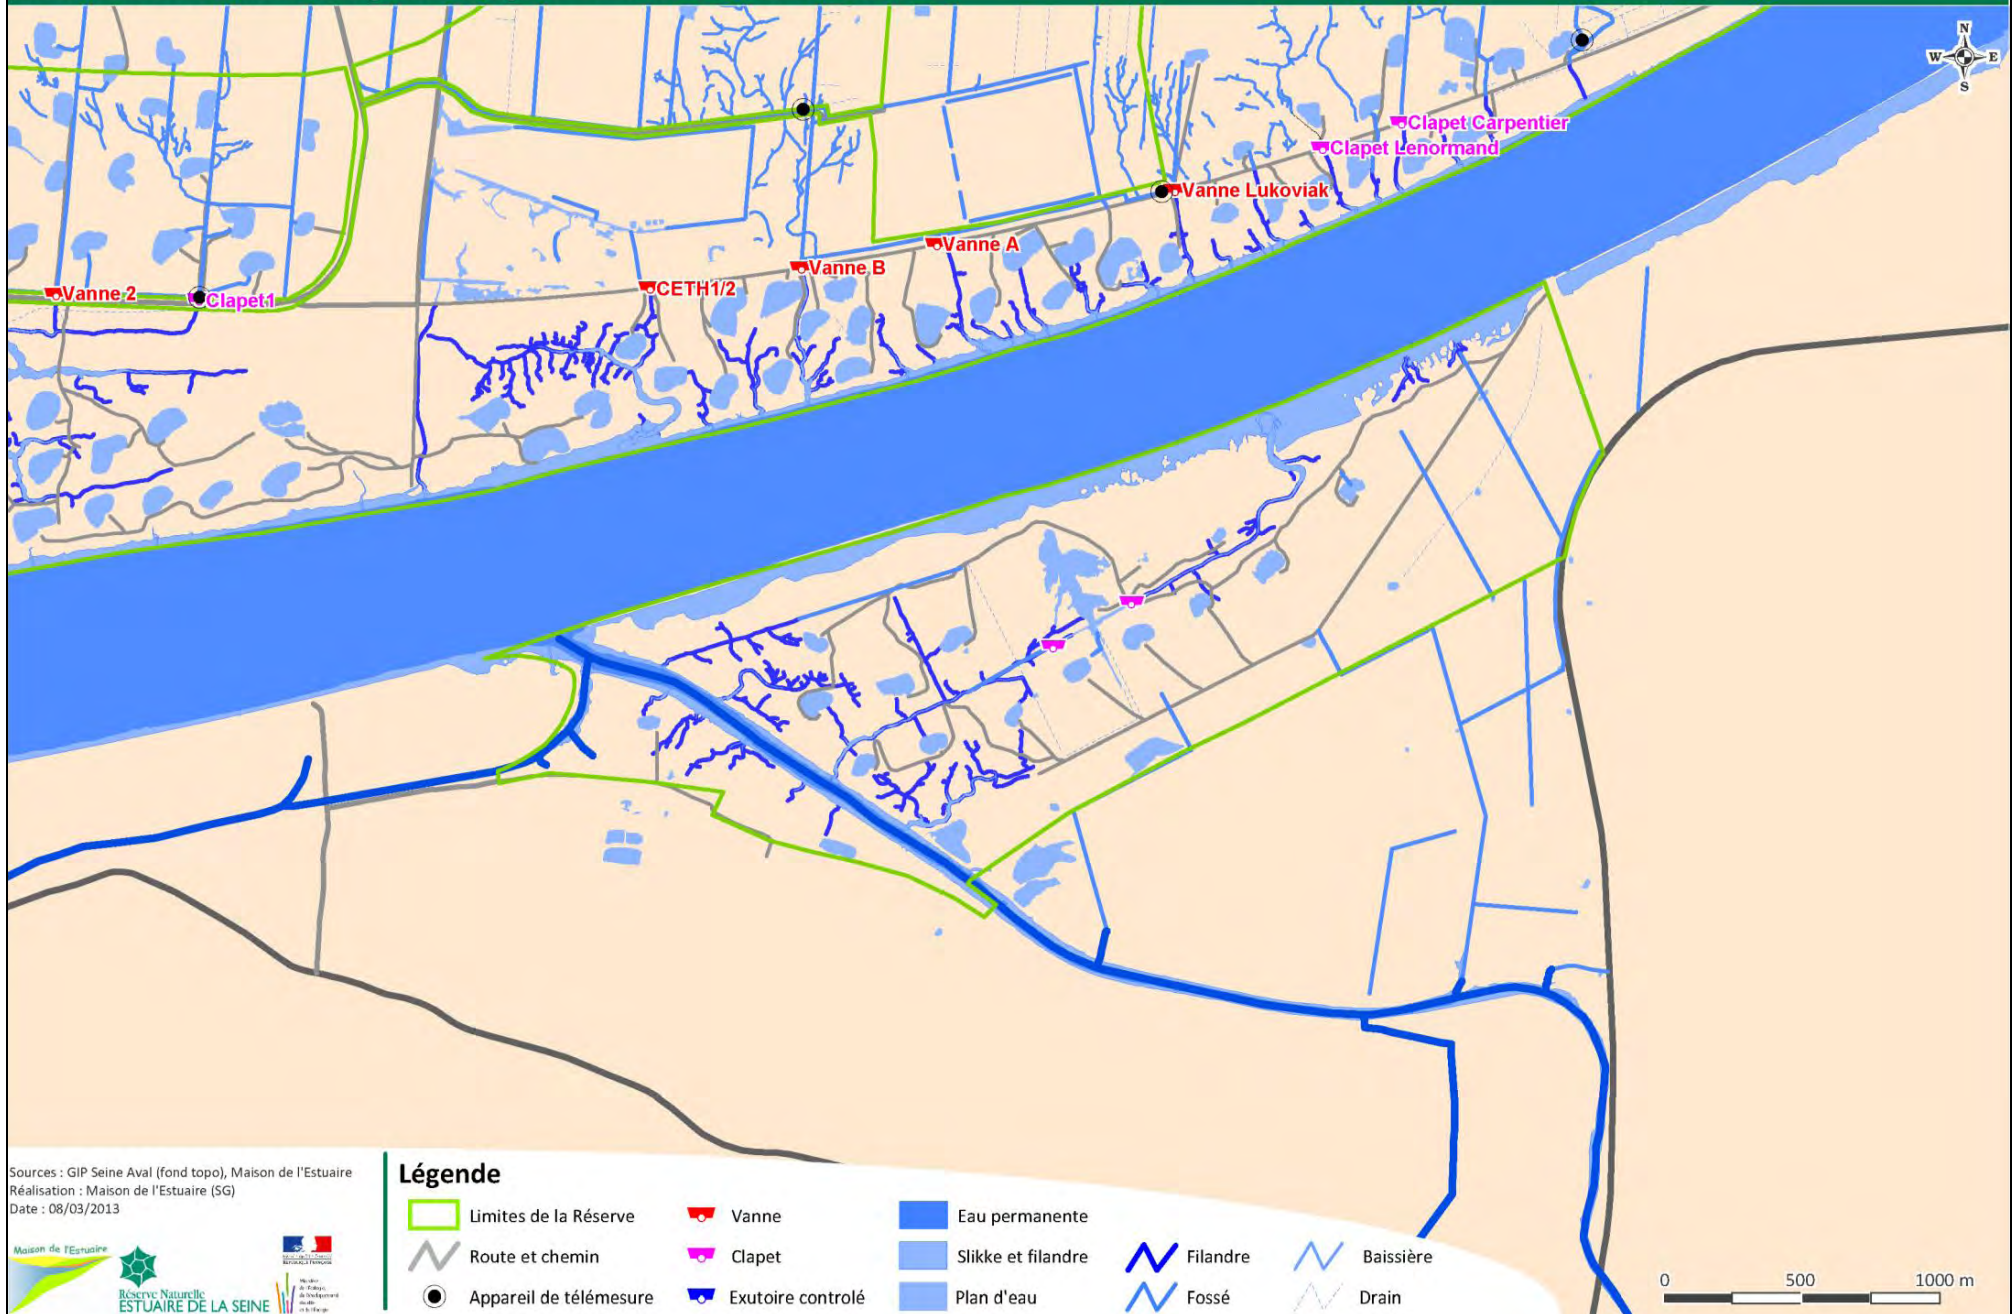 N
W E
S
Clapet Carpentier
Clapet Lenormand
Vanne Lukoviak
Vanne A
Vanne B
CETH1/2
Vanne 2
Clapet1
Sources : GIP Seine Aval (fond topo), Maison de l'Estuaire
Réalisation : Maison de l'Estuaire (SG)
Date : 08/03/2013
Maison de l'Estuaire
Réserve Naturelle
ESTUAIRE DE LA SEINE
Légende
Limites de la Réserve
Vanne
Eau permanente
Route et chemin
Clapet
Slikke et filandre
Filandre
Baissière
Appareil de télémesure
Exutoire controlé
Plan d'eau
Fossé
Drain
0 500 1000 m